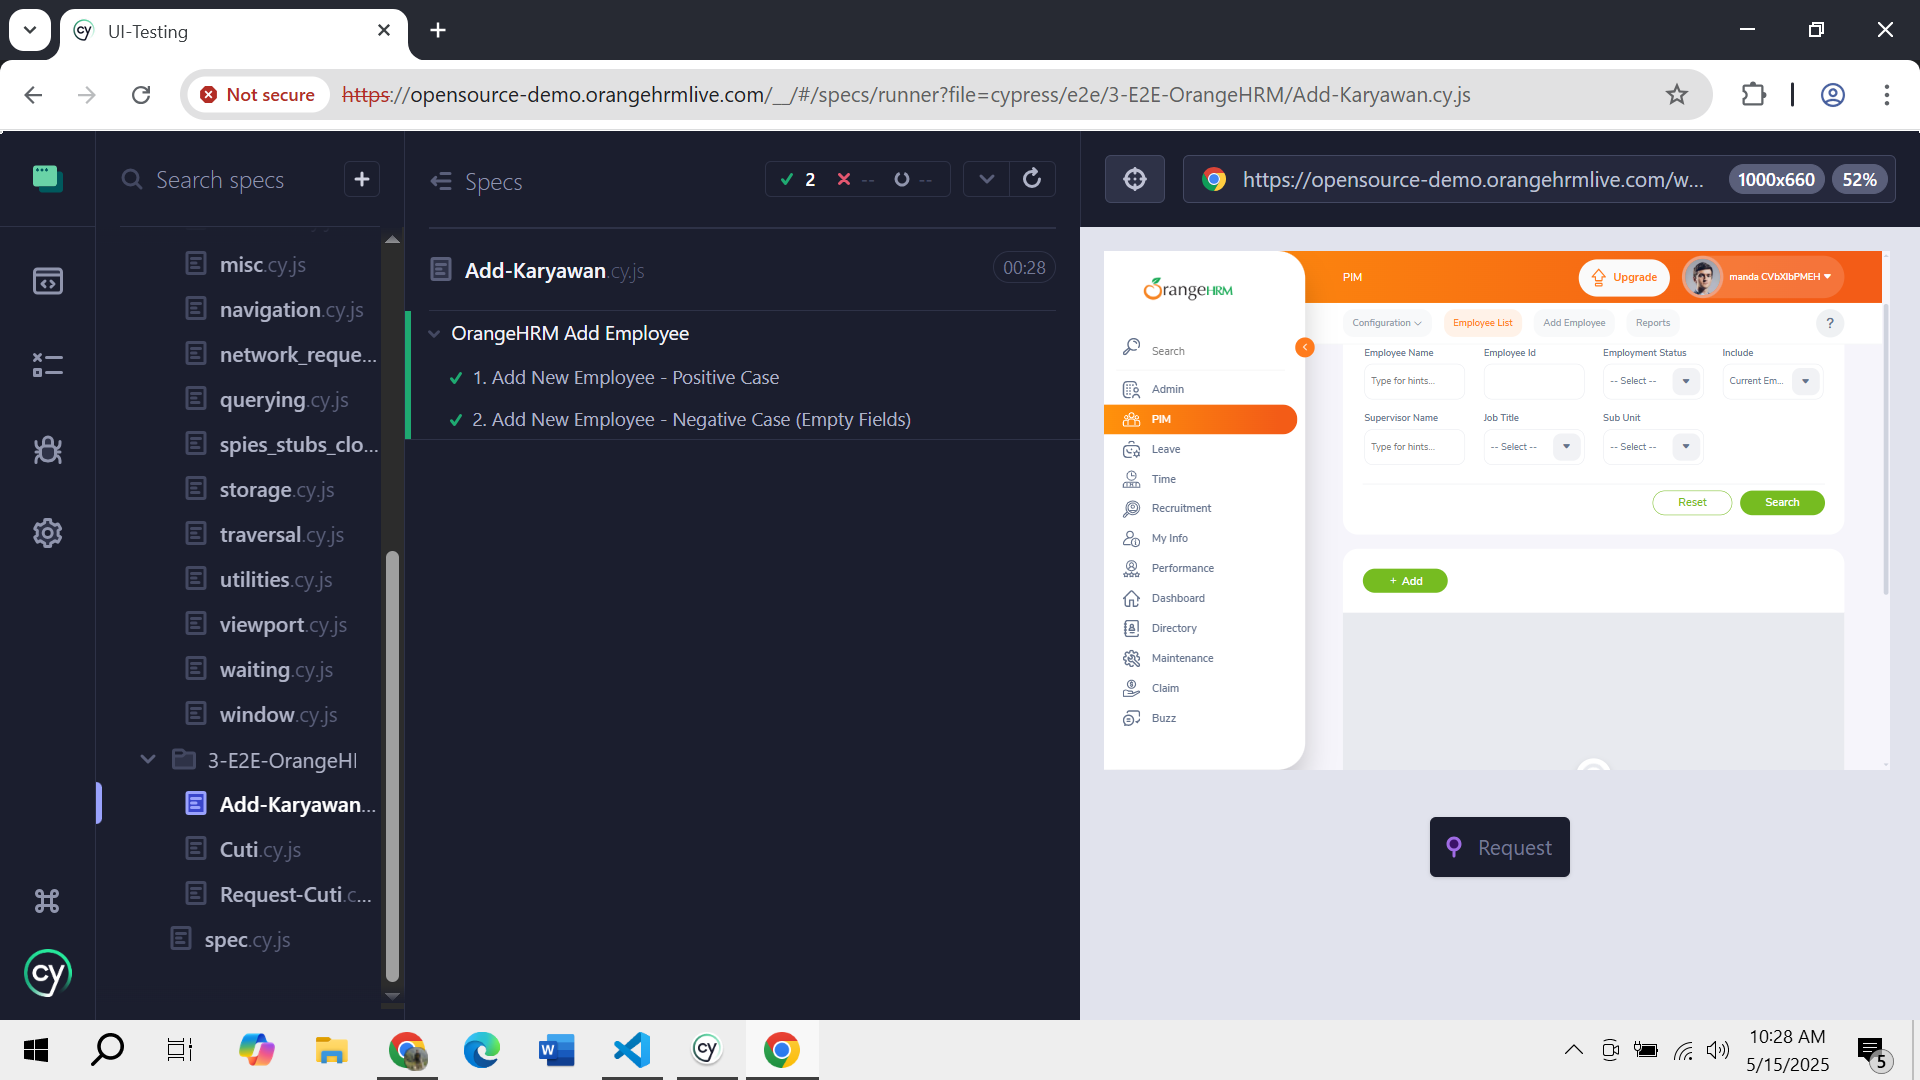 UI-Testing
Not secure
https://opensource-demo.orangehrmlive.com/__/#/specs/runner?file=cypress/e2e/3-E2E-OrangeHRM/Add-Karyawan.cy.js
Search specs
misc.cy.js
navigation.cy.js
network_reque...
querying.cy.js
spies_stubs_clo...
storage.cy.js
traversal.cy.js
utilities.cy.js
viewport.cy.js
waiting.cy.js
window.cy.js
3-E2E-OrangeHI
Add-Karyawan...
Cuti.cy.js
Request-Cuti.c...
spec.cy.js
cy
Specs
2 -- --
Add-Karyawan.cy.js
00:28
OrangeHRM Add Employee
1. Add New Employee - Positive Case
2. Add New Employee - Negative Case (Empty Fields)
https://opensource-demo.orangehrmlive.com/w...
1000x660
52%
OrangeHRM
Search
Admin
PIM
Leave
Time
Recruitment
My Info
Performance
Dashboard
Directory
Maintenance
Claim
Buzz
PIM
Upgrade
manda CVbXlbPMEH
Configuration
Employee List
Add Employee
Reports
?
Employee Name
Employee Id
Employment Status
Include
Type for hints...
-- Select --
Current Em...
Supervisor Name
Job Title
Sub Unit
Type for hints...
-- Select --
-- Select --
Reset
Search
+ Add
Request
10:28 AM
5/15/2025
5